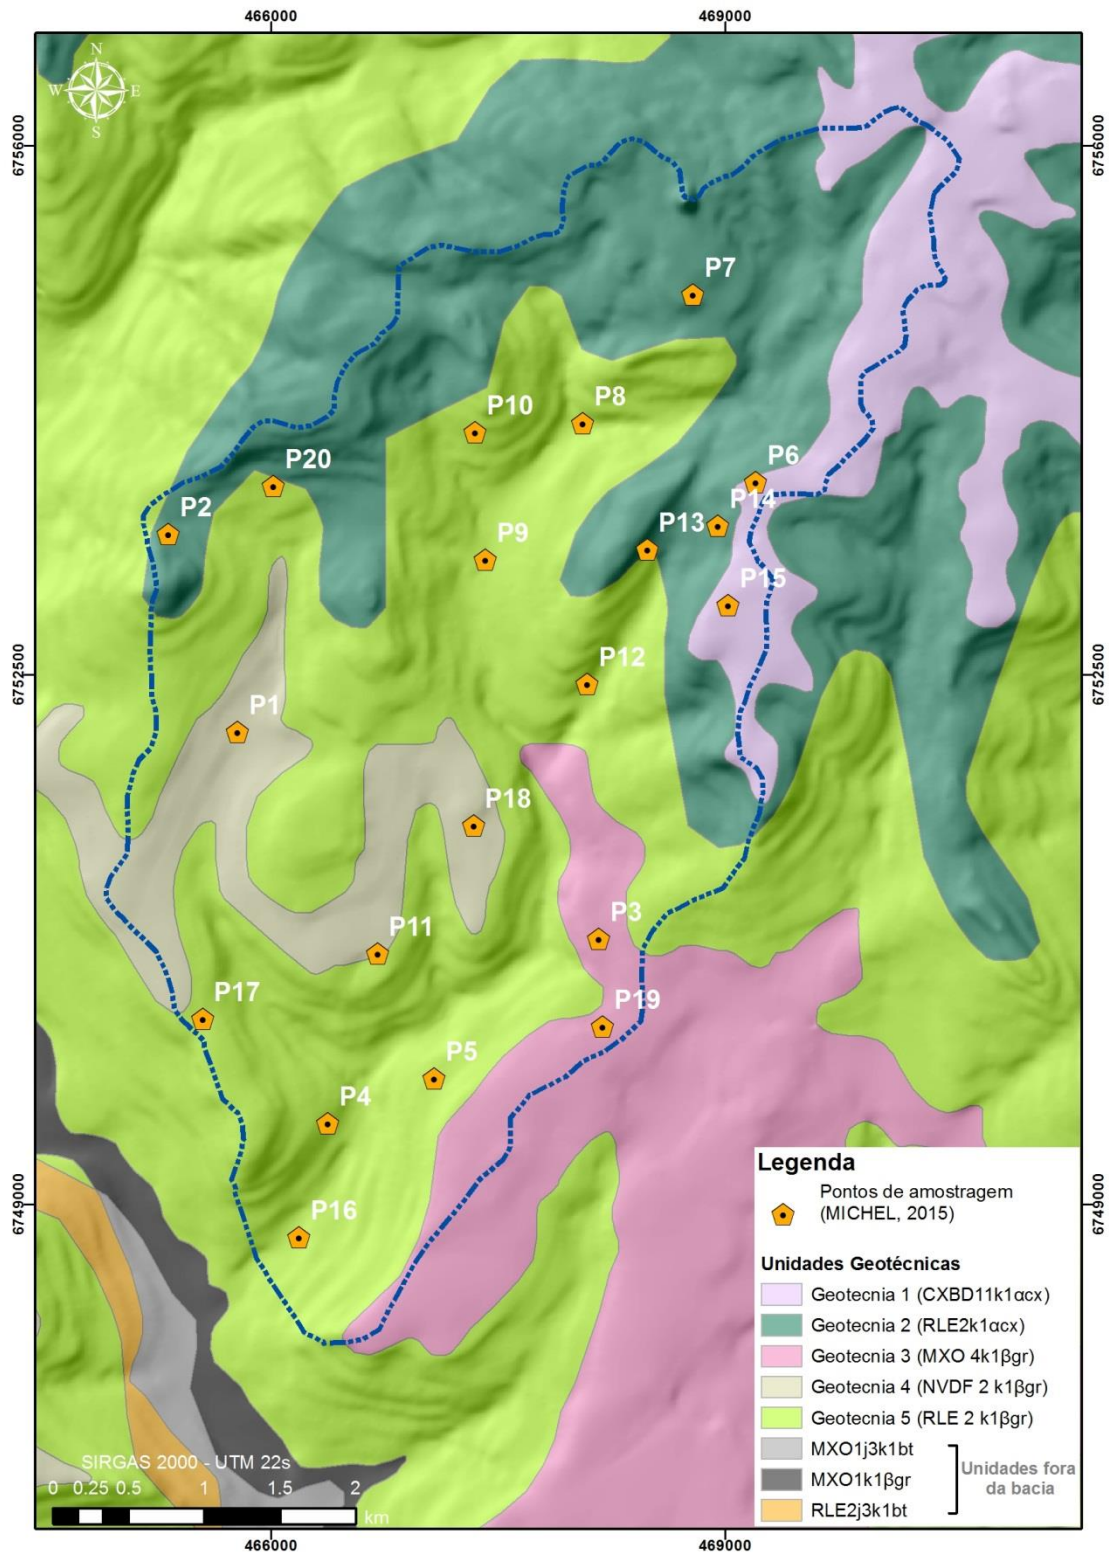 466000
469000
N
W
E
S
6756000
6756000
P7
P10
P8
P20
P6
P2
P14
P13
P9
P15
P12
6752500
6752500
P1
P18
P3
P11
P17
P19
P5
P4
P16
6749000
6749000
Legenda
Pontos de amostragem
(MICHEL, 2015)
Unidades Geotécnicas
Geotecnia 1 (CXBD11k1αcx)
Geotecnia 2 (RLE2k1αcx)
Geotecnia 3 (MXO 4k1βgr)
Geotecnia 4 (NVDF 2 k1βgr)
Geotecnia 5 (RLE 2 k1βgr)
MXO1j3k1bt
MXO1k1βgr
RLE2j3k1bt
Unidades fora
da bacia
SIRGAS 2000 - UTM 22s
0 0.25 0.5 1 1.5 2
km
466000
469000